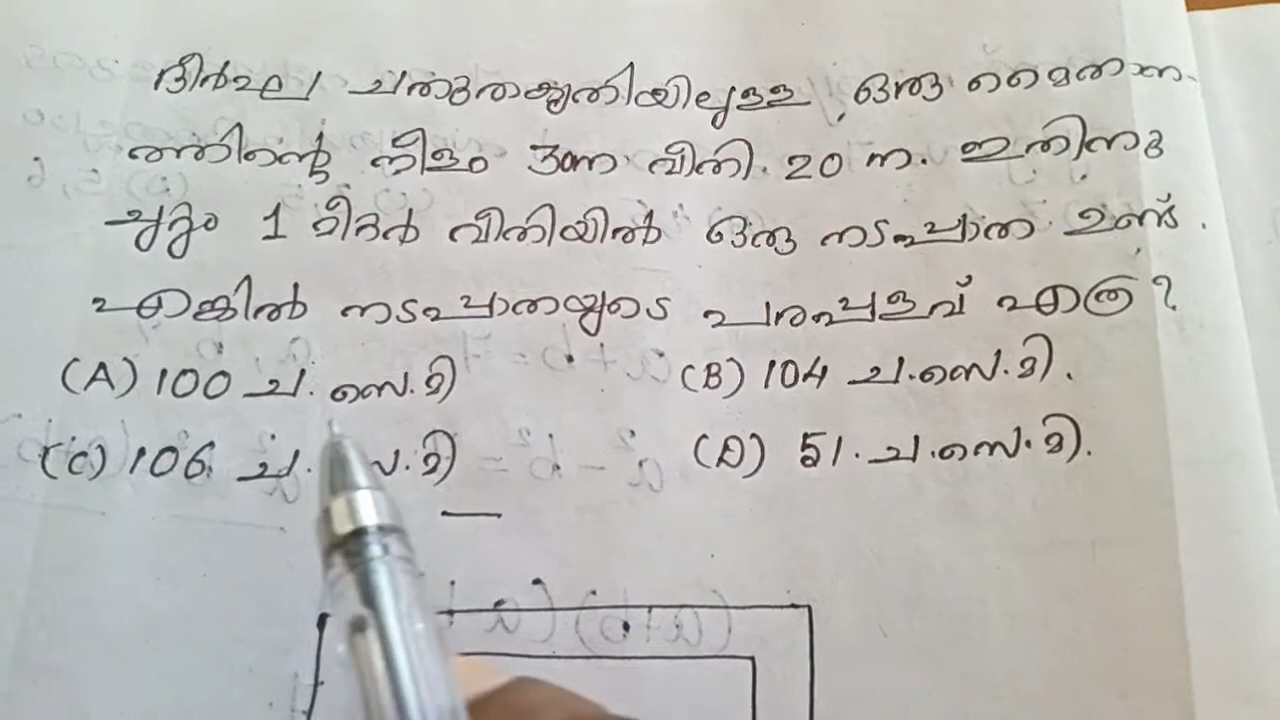 ദീർഘ ചതുരാകൃതിയിലുള്ള ഒരു മൈതാന-
ത്തിന്റെ നീളം 30 മ വീതി. 20 മ. ഇതിനു
ചുറ്റും 1 മീറ്റർ വീതിയിൽ ഒരു നടപ്പാത ഉണ്ട്.
എങ്കിൽ നടപ്പാതയുടെ പരപ്പളവ് എത്ര?
(A) 100 ച. സെ.മി (B) 104 ച.സെ.മി.
(C) 106 ച. .മി (D) 51. ച.സെ.മി.